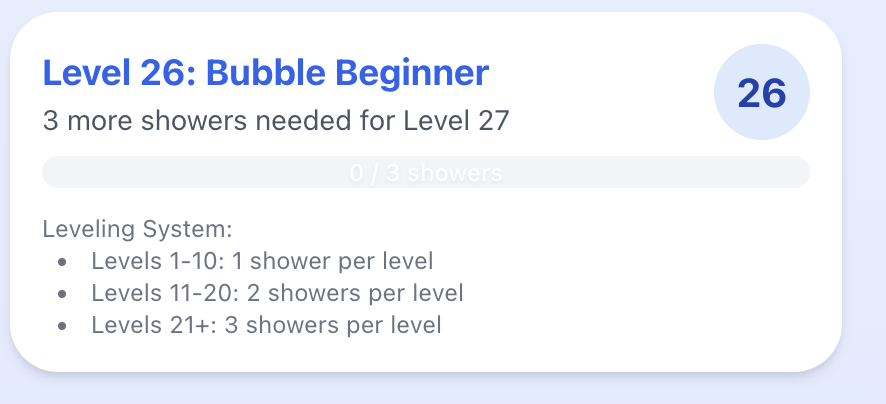 Level 26: Bubble Beginner
26
3 more showers needed for Level 27
0 / 3 showers
Leveling System:
• Levels 1-10: 1 shower per level
• Levels 11-20: 2 showers per level
• Levels 21+: 3 showers per level